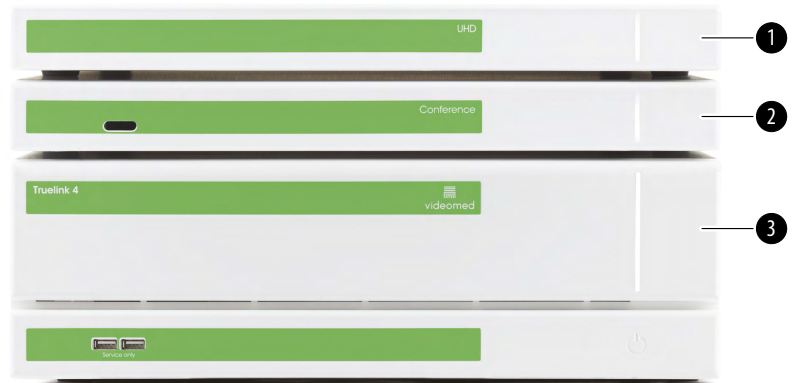 UHD
1
Conference
2
Truelink 4
videomed
3
Service only